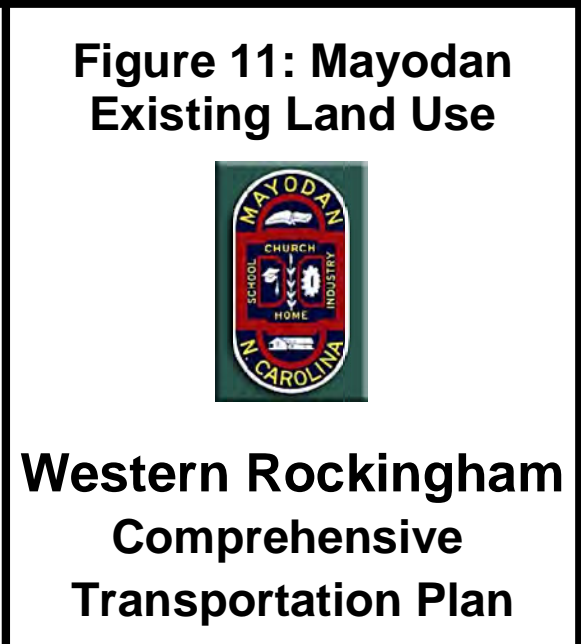 Figure 11: Mayodan
Existing Land Use
MAYODAN
CHURCH
SCHOOL
INDUSTRY
HOME
N. CAROLINA
Western Rockingham
Comprehensive
Transportation Plan